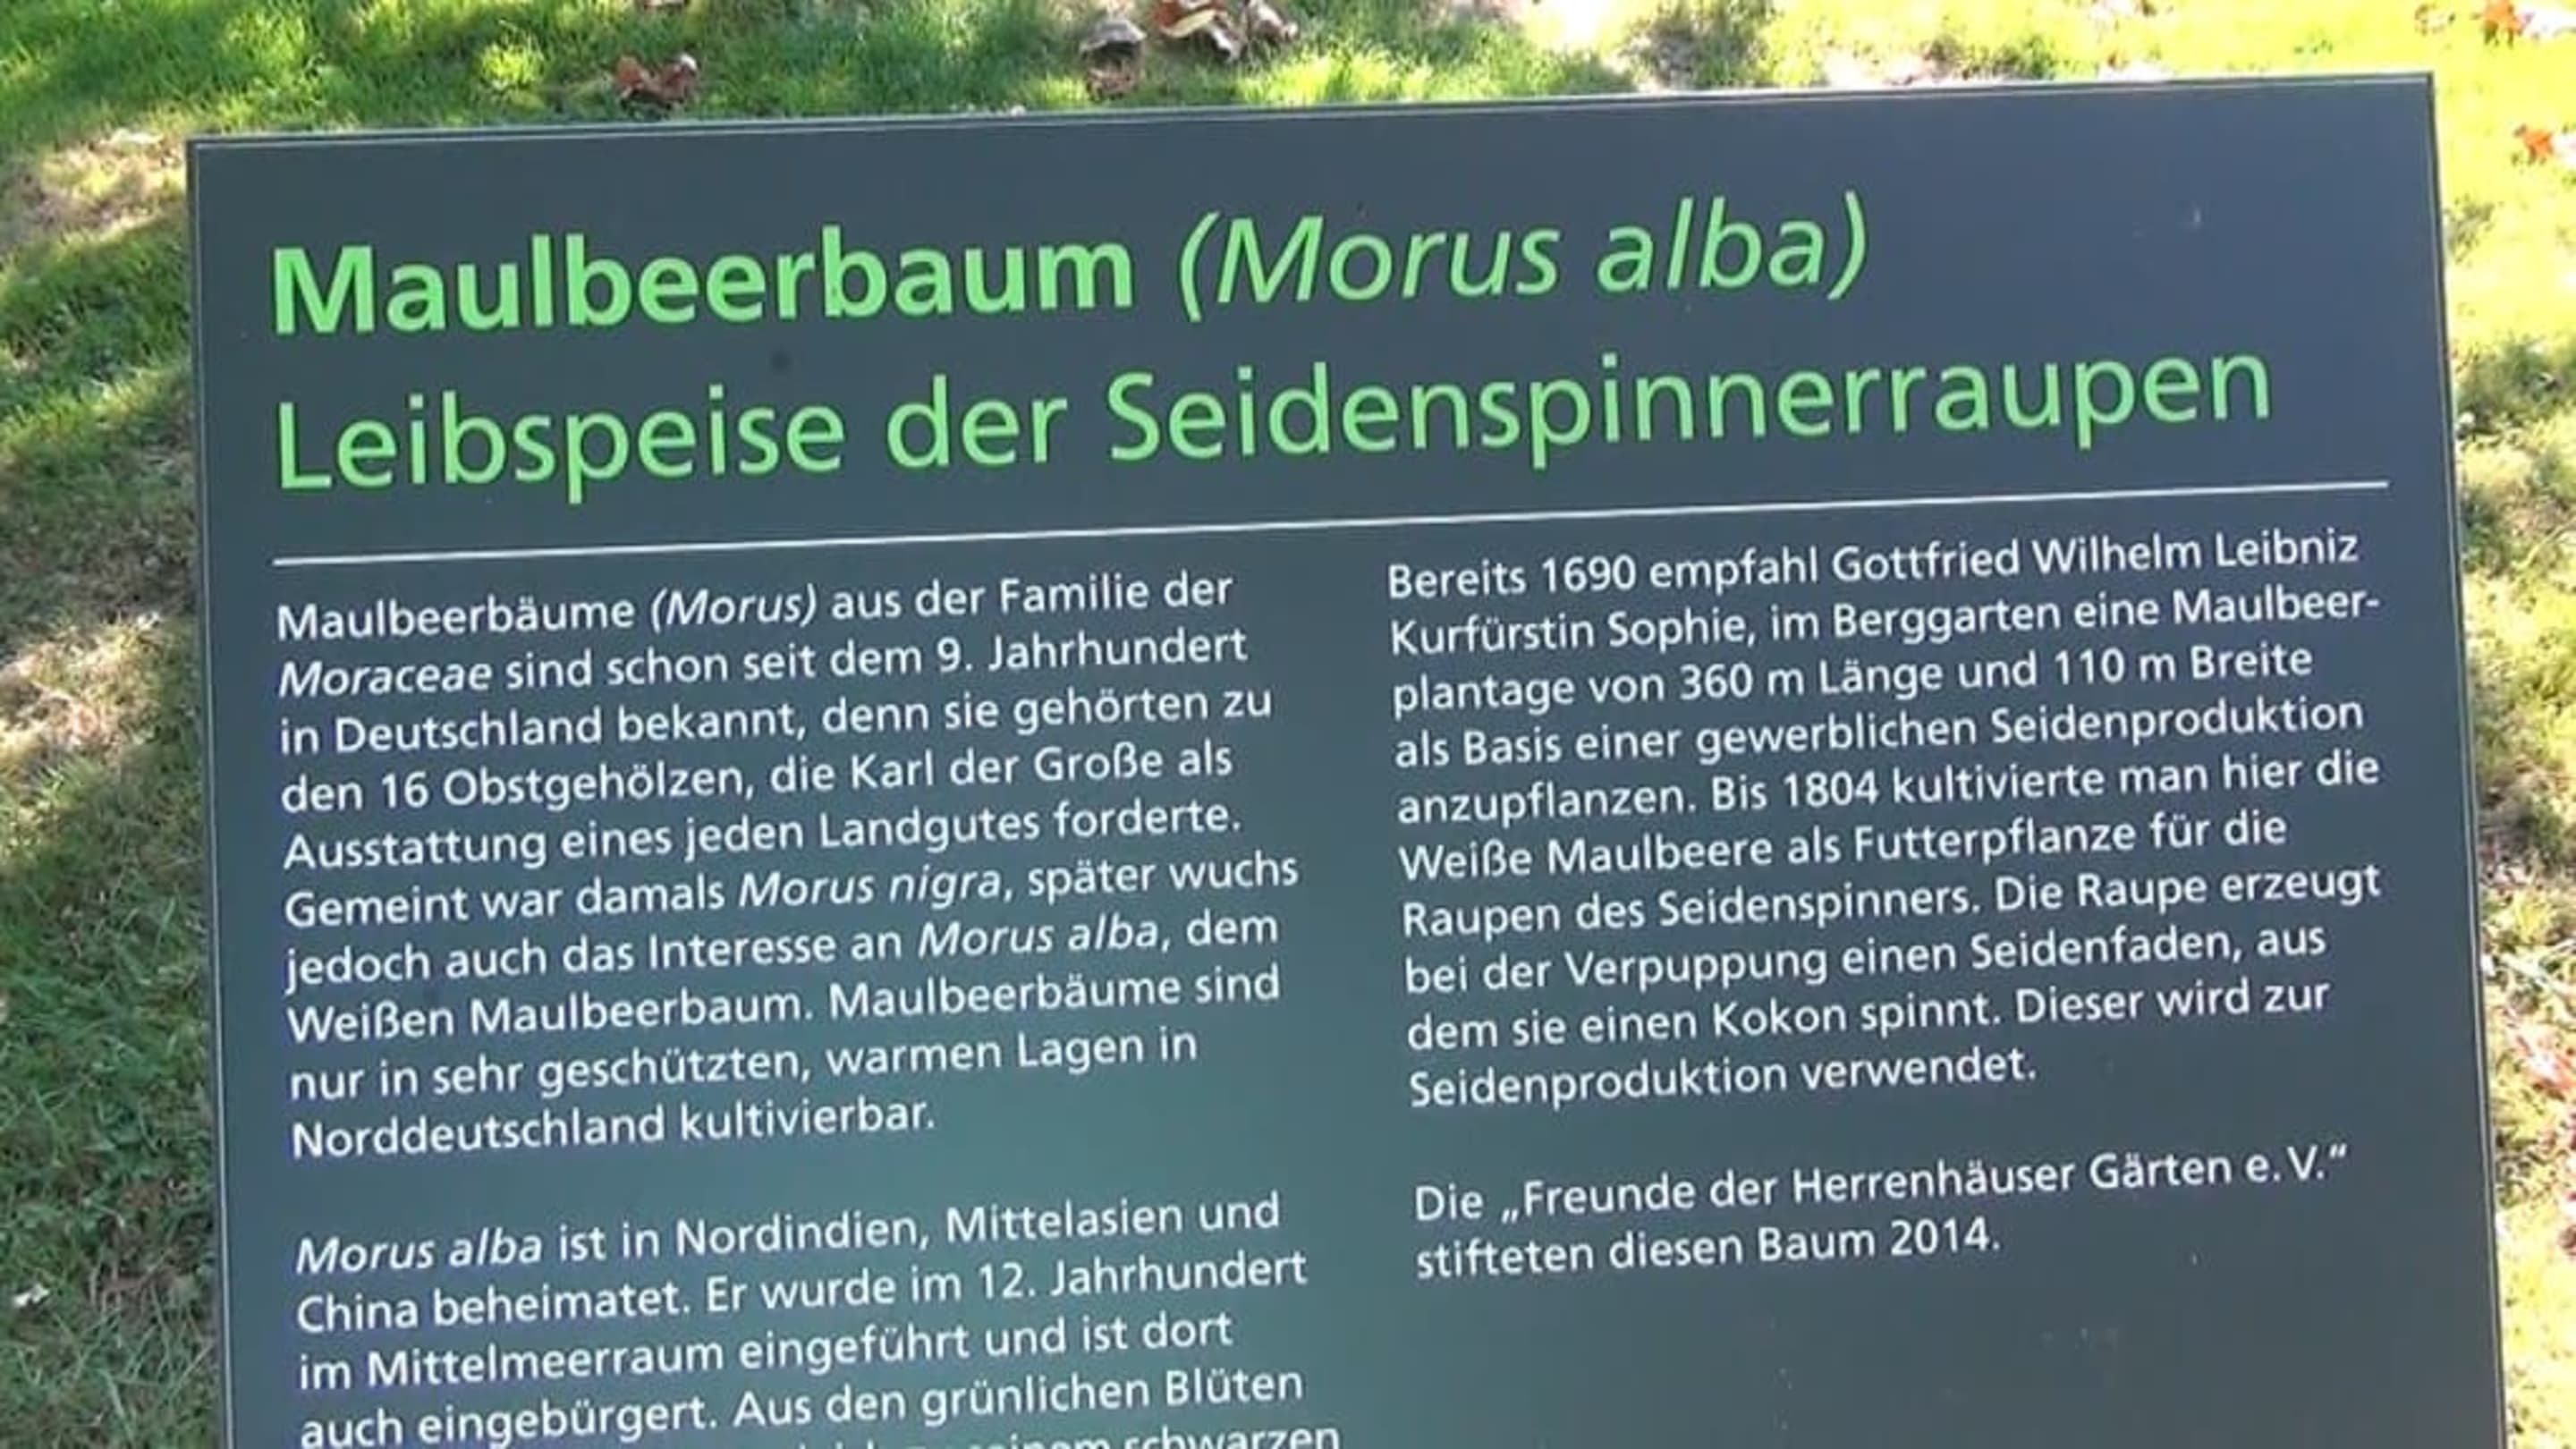 Maulbeerbaum (Morus alba)
Leibspeise der Seidenspinnerraupen
Maulbeerbäume (Morus) aus der Familie der
Moraceae sind schon seit dem 9. Jahrhundert
in Deutschland bekannt, denn sie gehörten zu
den 16 Obstgehölzen, die Karl der Große als
Ausstattung eines jeden Landgutes forderte.
Gemeint war damals Morus nigra, später wuchs
jedoch auch das Interesse an Morus alba, dem
Weißen Maulbeerbaum. Maulbeerbäume sind
nur in sehr geschützten, warmen Lagen in
Norddeutschland kultivierbar.
Morus alba ist in Nordindien, Mittelasien und
China beheimatet. Er wurde im 12. Jahrhundert
im Mittelmeerraum eingeführt und ist dort
auch eingebürgert. Aus den grünlichen Blüten
schwarzen
Bereits 1690 empfahl Gottfried Wilhelm Leibniz
Kurfürstin Sophie, im Berggarten eine Maulbeer-
plantage von 360 m Länge und 110 m Breite
als Basis einer gewerblichen Seidenproduktion
anzupflanzen. Bis 1804 kultivierte man hier die
Weiße Maulbeere als Futterpflanze für die
Raupen des Seidenspinners. Die Raupe erzeugt
bei der Verpuppung einen Seidenfaden, aus
dem sie einen Kokon spinnt. Dieser wird zur
Seidenproduktion verwendet.
Die „Freunde der Herrenhäuser Gärten e. V.“
stifteten diesen Baum 2014.